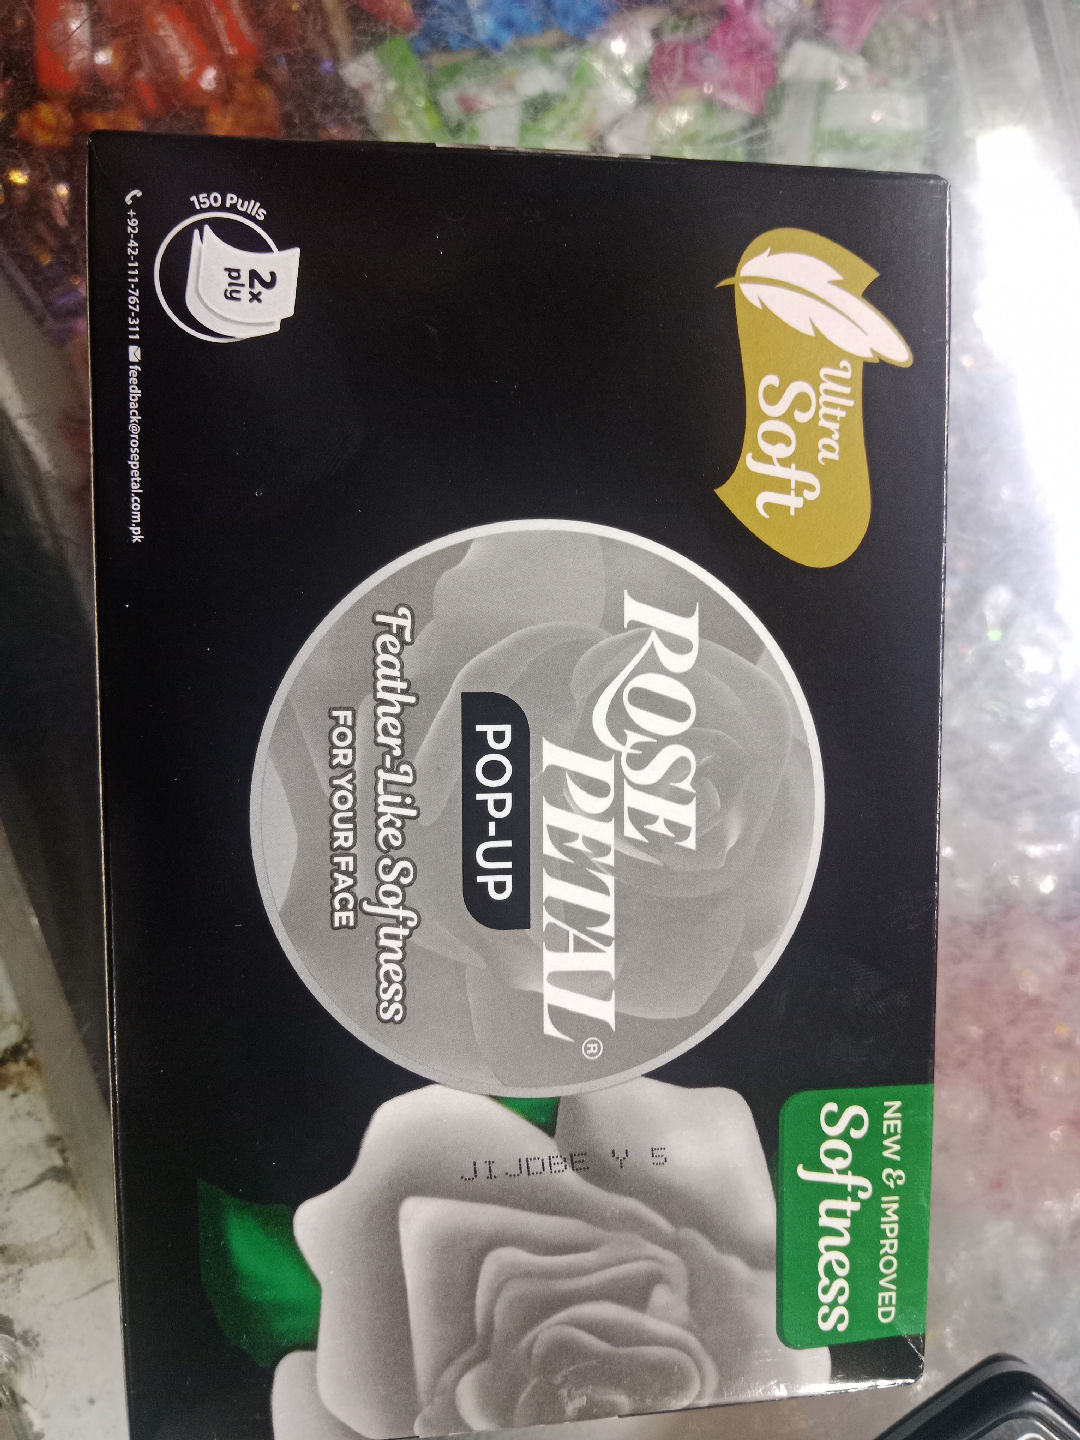 Ultra
Soft
NEW & IMPROVED
Softness
ROSE
PETAL®
POP-UP
Feather-Like Softness
FOR YOUR FACE
JIJDBE Y 5
150 Pulls
2x
ply
+92-42-111-767-311 feedback@rosepetal.com.pk